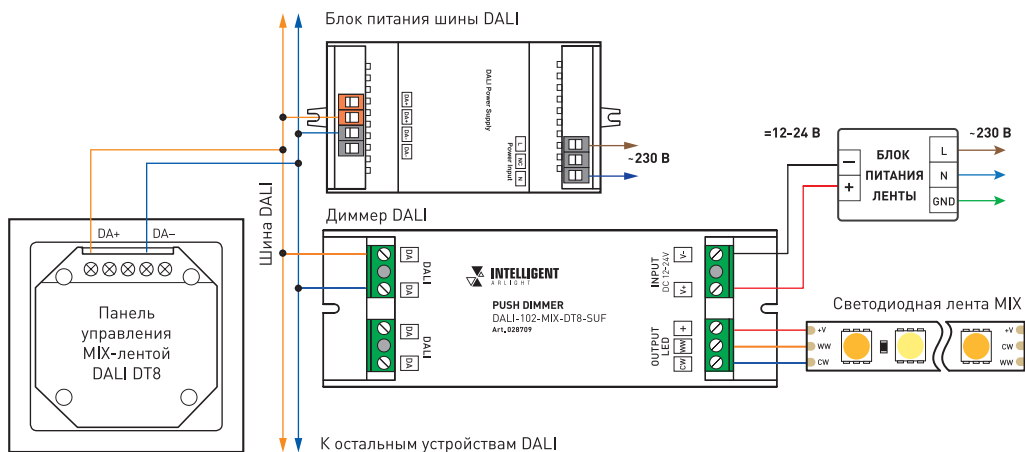 Блок питания шины DALI
DA+
DA+
DA-
DA-
DALI Power Supply
L
NC
N
Power Input
~230 В
=12-24 В
~230 В
–
+
БЛОК
ПИТАНИЯ
ЛЕНТЫ
L
N
GND
Шина DALI
DA+
DA–
Панель
управления
MIX-лентой
DALI DT8
Диммер DALI
DA
DA
DALI
DA
DA
DALI
INTELLIGENT
ARLIGHT
PUSH DIMMER
DALI-102-MIX-DT8-SUF
Art. 028709
INPUT
DC 12-24V
V-
V+
OUTPUT
LED
+
WW
CW
Светодиодная лента MIX
+V
WW
CW
+V
CW
WW
К остальным устройствам DALI